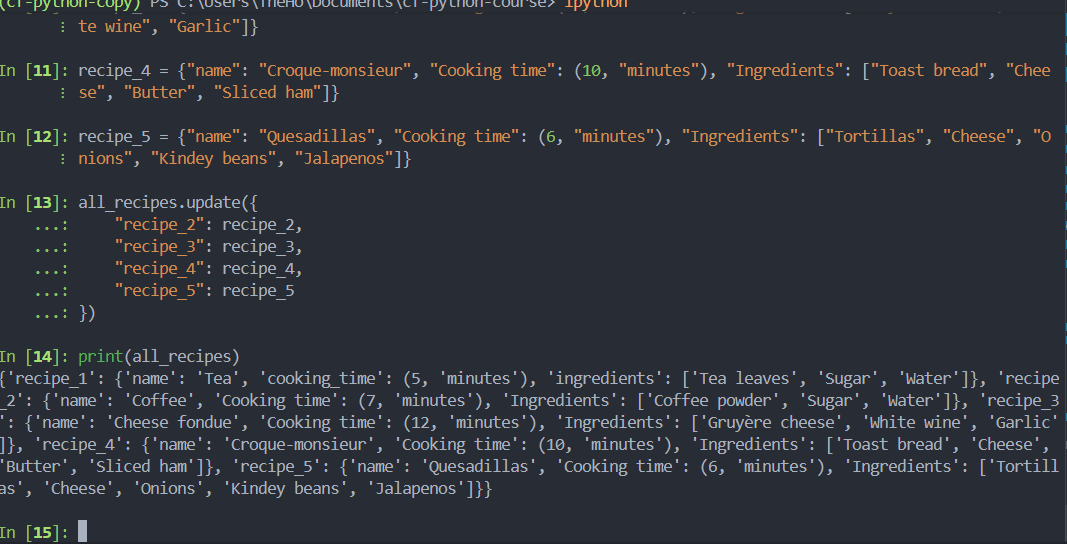 (cf-python-copy) PS C:\Users\TheHo\Documents\cf-python-course> ipython
⋮ te wine", "Garlic"]}
In [11]: recipe_4 = {"name": "Croque-monsieur", "Cooking time": (10, "minutes"), "Ingredients": ["Toast bread", "Chee
⋮ se", "Butter", "Sliced ham"]}
In [12]: recipe_5 = {"name": "Quesadillas", "Cooking time": (6, "minutes"), "Ingredients": ["Tortillas", "Cheese", "O
⋮ nions", "Kindey beans", "Jalapenos"]}
In [13]: all_recipes.update({
...: "recipe_2": recipe_2,
...: "recipe_3": recipe_3,
...: "recipe_4": recipe_4,
...: "recipe_5": recipe_5
...: })
In [14]: print(all_recipes)
{'recipe_1': {'name': 'Tea', 'cooking_time': (5, 'minutes'), 'ingredients': ['Tea leaves', 'Sugar', 'Water']}, 'recipe
_2': {'name': 'Coffee', 'Cooking time': (7, 'minutes'), 'Ingredients': ['Coffee powder', 'Sugar', 'Water']}, 'recipe_3
': {'name': 'Cheese fondue', 'Cooking time': (12, 'minutes'), 'Ingredients': ['Gruyère cheese', 'White wine', 'Garlic'
]}, 'recipe_4': {'name': 'Croque-monsieur', 'Cooking time': (10, 'minutes'), 'Ingredients': ['Toast bread', 'Cheese',
'Butter', 'Sliced ham']}, 'recipe_5': {'name': 'Quesadillas', 'Cooking time': (6, 'minutes'), 'Ingredients': ['Tortill
as', 'Cheese', 'Onions', 'Kindey beans', 'Jalapenos']}}
In [15]: